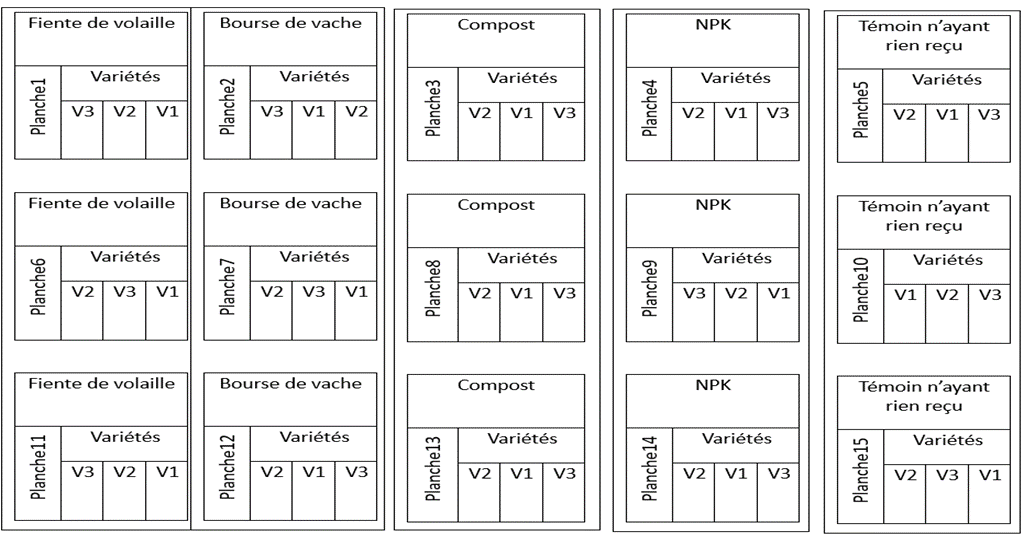 Fiente de volaille
Planche1
Variétés
V3 V2 V1
Bourse de vache
Planche2
Variétés
V3 V1 V2
Compost
Planche3
Variétés
V2 V1 V3
NPK
Planche4
Variétés
V2 V1 V3
Témoin n'ayant
rien reçu
Planche5
Variétés
V2 V1 V3
Fiente de volaille
Planche6
Variétés
V2 V3 V1
Bourse de vache
Planche7
Variétés
V2 V3 V1
Compost
Planche8
Variétés
V2 V1 V3
NPK
Planche9
Variétés
V3 V2 V1
Témoin n'ayant
rien reçu
Planche10
Variétés
V1 V2 V3
Fiente de volaille
Planche11
Variétés
V3 V2 V1
Bourse de vache
Planche12
Variétés
V2 V1 V3
Compost
Planche13
Variétés
V2 V1 V3
NPK
Planche14
Variétés
V2 V1 V3
Témoin n'ayant
rien reçu
Planche15
Variétés
V2 V3 V1